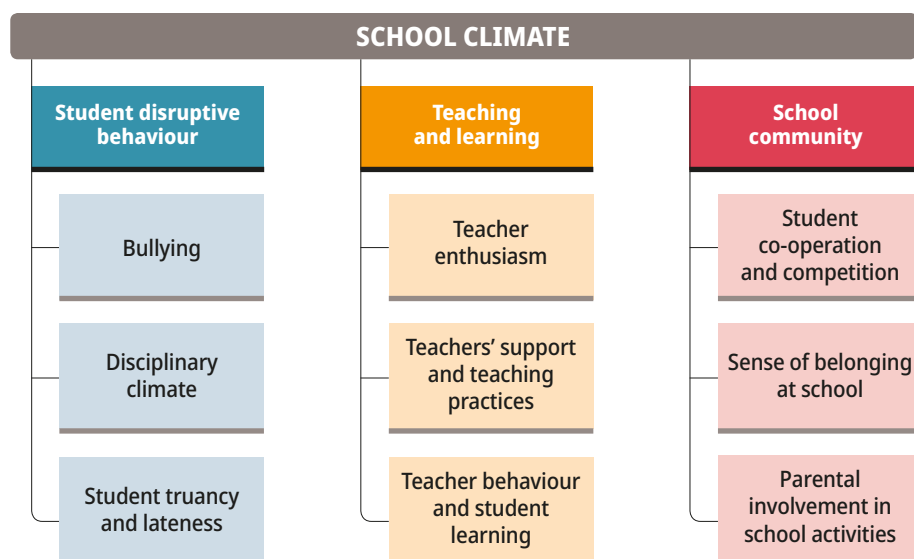 SCHOOL CLIMATE
Student disruptive
behaviour
Bullying
Disciplinary
climate
Student truancy
and lateness
Teaching
and learning
Teacher
enthusiasm
Teachers’ support
and teaching
practices
Teacher behaviour
and student
learning
School
community
Student
co-operation
and competition
Sense of belonging
at school
Parental
involvement in
school activities